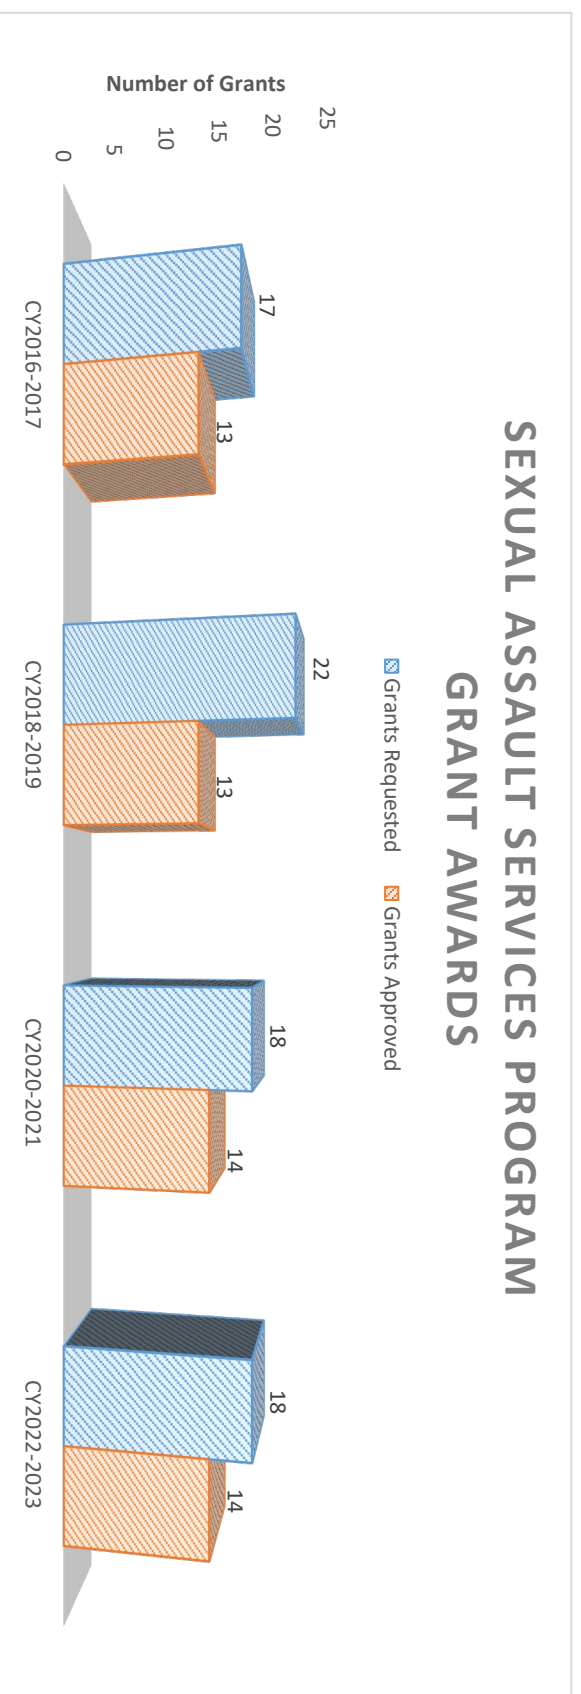 SEXUAL ASSAULT SERVICES PROGRAM
GRANT AWARDS
Grants Requested
Grants Approved
Number of Grants
25
20
15
10
5
0
17
13
22
13
18
14
18
14
CY2016-2017
CY2018-2019
CY2020-2021
CY2022-2023